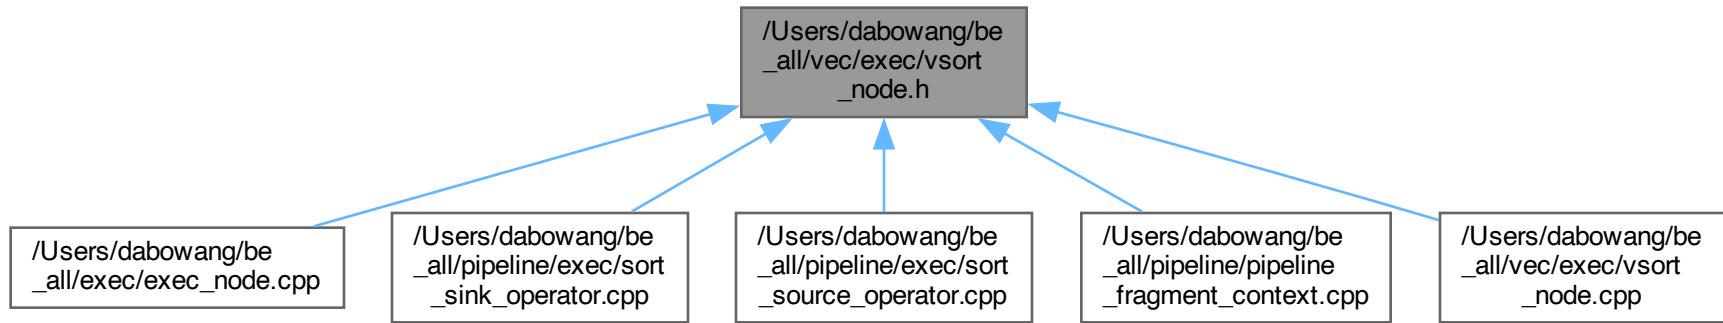 /Users/dabowang/be
_all/vec/exec/vsort
_node.h
/Users/dabowang/be
_all/exec/exec_node.cpp
/Users/dabowang/be
_all/pipeline/exec/sort
_sink_operator.cpp
/Users/dabowang/be
_all/pipeline/exec/sort
_source_operator.cpp
/Users/dabowang/be
_all/pipeline/pipeline
_fragment_context.cpp
/Users/dabowang/be
_all/vec/exec/vsort
_node.cpp